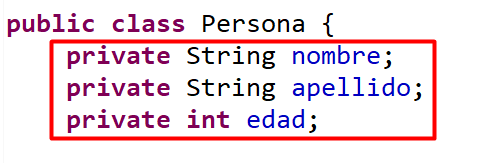 public class Persona {
private String nombre;
private String apellido;
private int edad;